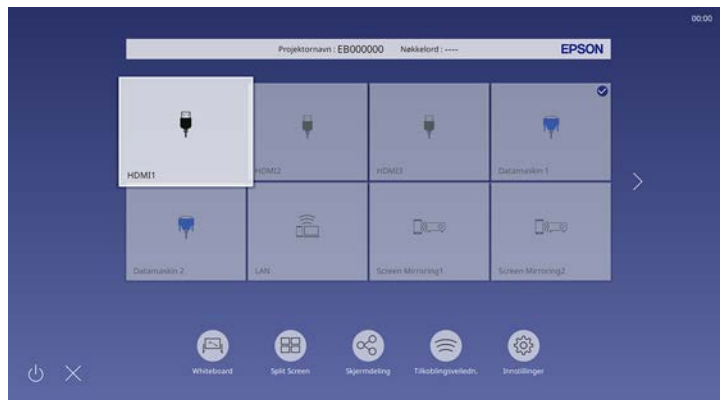 00:00
Projektornavn : EB000000 Nøkkelord : ---- EPSON
HDMI1 HDMI2 HDMI3 Datamaskin 1
Datamaskin 2 LAN Screen Mirroring1 Screen Mirroring2
Whiteboard Split Screen Skjermdeling Tilkoblingsveiledn. Innstillinger